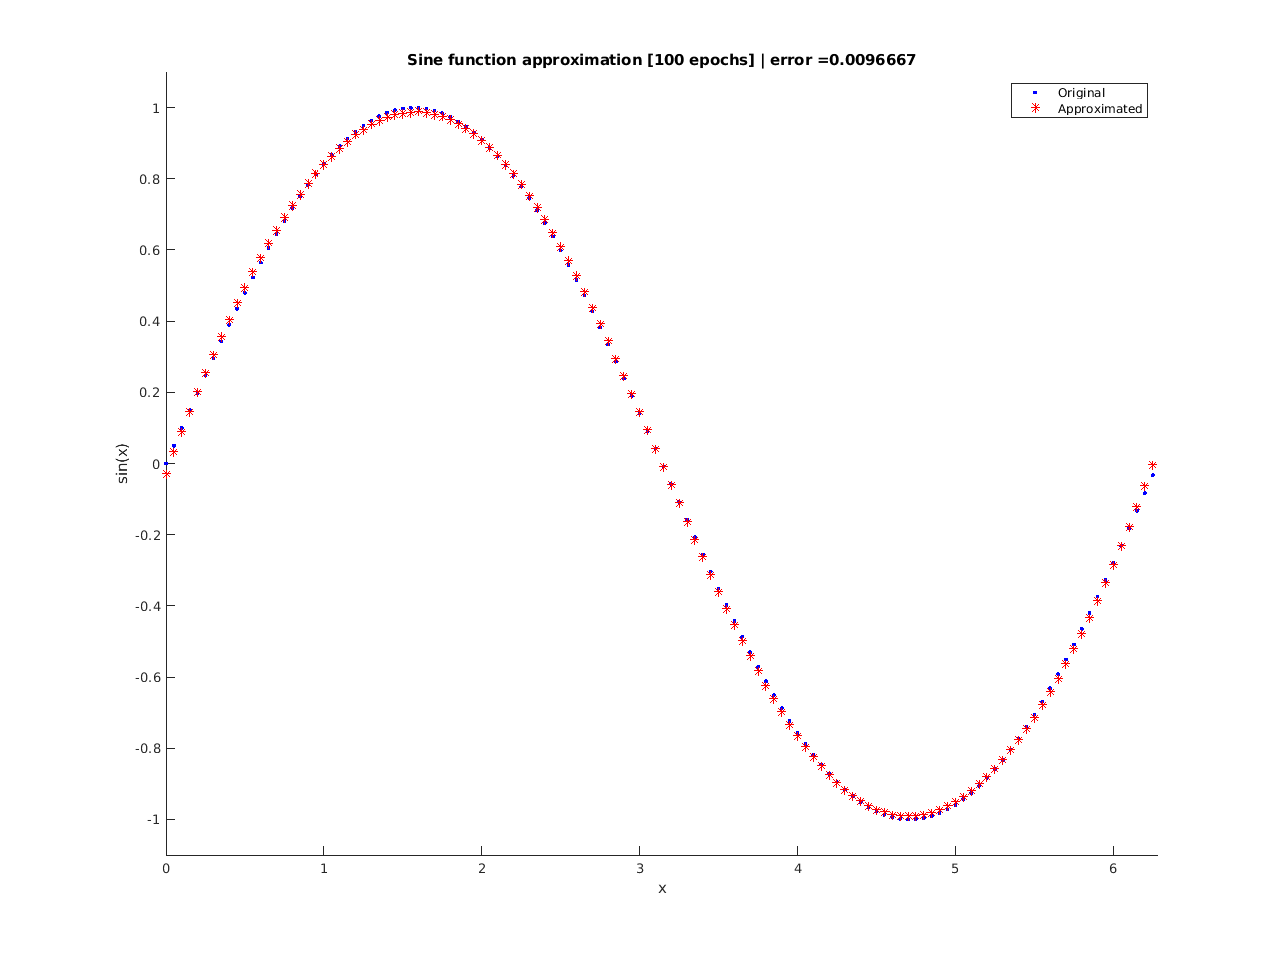 Sine function approximation [100 epochs] | error =0.0096667
Original
Approximated
1
0.8
0.6
0.4
0.2
0
-0.2
-0.4
-0.6
-0.8
-1
sin(x)
0 1 2 3 4 5 6
x